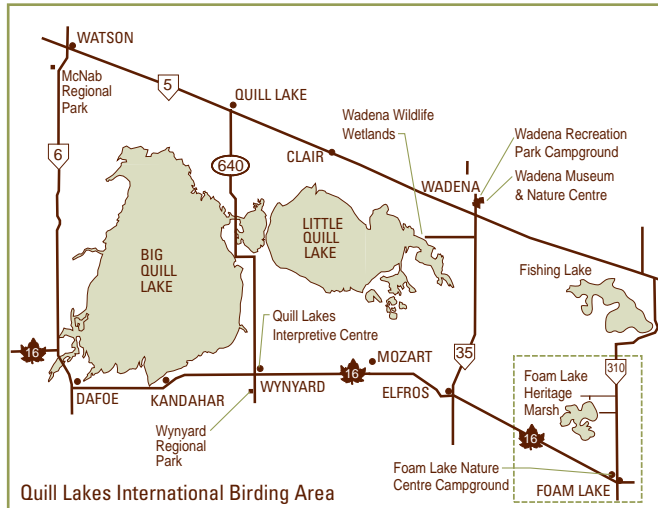 WATSON
McNab
Regional
Park
5
QUILL LAKE
6
640
CLAIR
Wadena Wildlife
Wetlands
Wadena Recreation
Park Campground
WADENA
Wadena Museum
& Nature Centre
BIG
QUILL
LAKE
LITTLE
QUILL
LAKE
Fishing Lake
Quill Lakes
Interpretive Centre
16
MOZART
16
35
310
DAFOE
KANDAHAR
WYNYARD
ELFROS
Foam Lake
Heritage
Marsh
Wynyard
Regional
Park
16
Foam Lake Nature
Centre Campground
FOAM LAKE
Quill Lakes International Birding Area